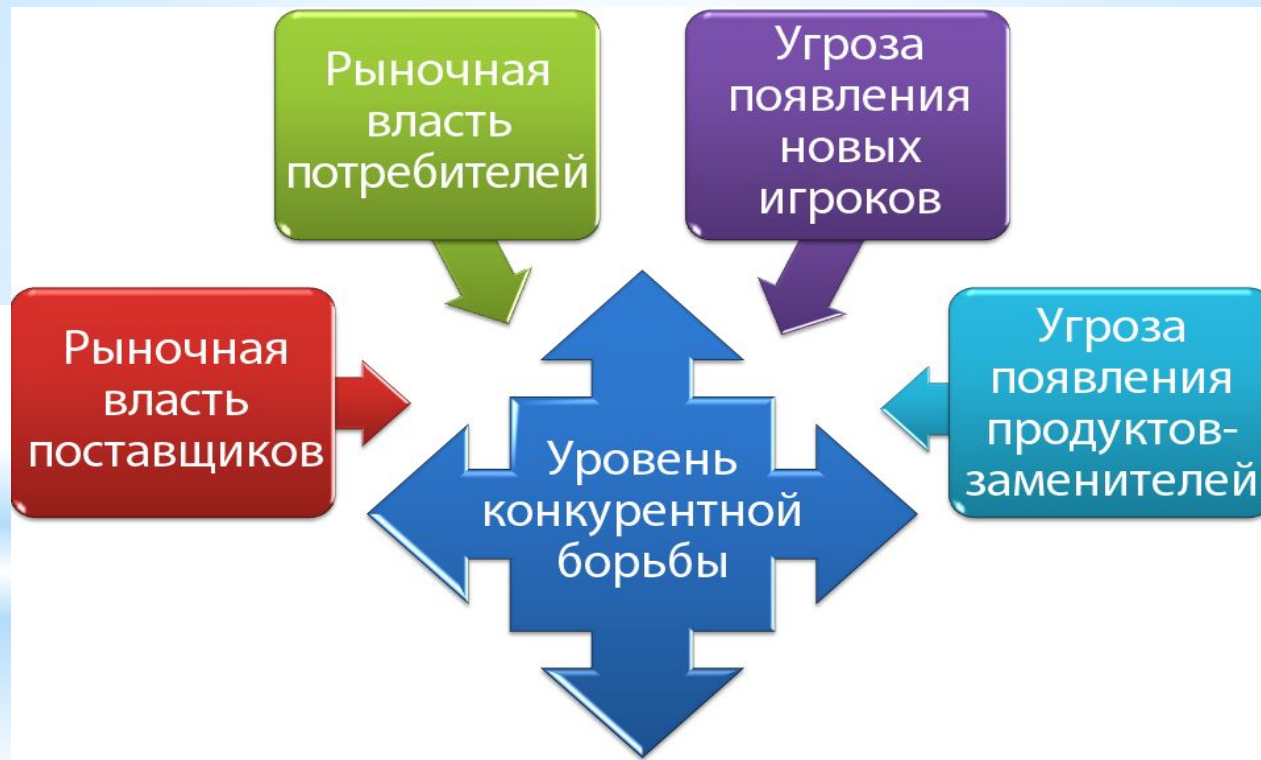 Рыночная
власть
потребителей
Угроза
появления
новых
игроков
Рыночная
власть
поставщиков
Угроза
появления
продуктов-
заменителей
Уровень
конкурентной
борьбы